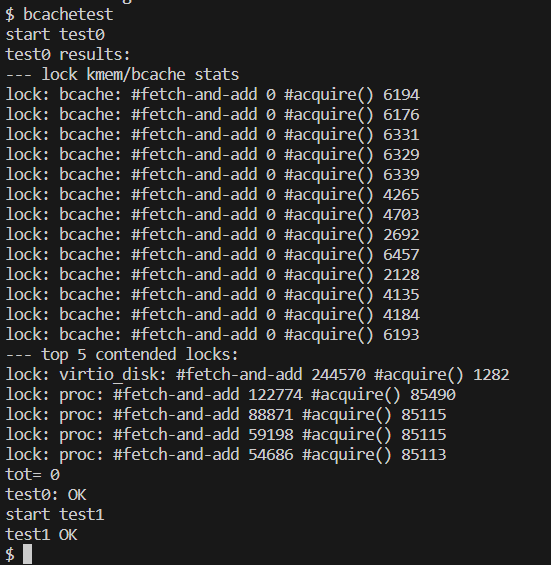 $ bcachetest
start test0
test0 results:
--- lock kmem/bcache stats
lock: bcache: #fetch-and-add 0 #acquire() 6194
lock: bcache: #fetch-and-add 0 #acquire() 6176
lock: bcache: #fetch-and-add 0 #acquire() 6331
lock: bcache: #fetch-and-add 0 #acquire() 6329
lock: bcache: #fetch-and-add 0 #acquire() 6339
lock: bcache: #fetch-and-add 0 #acquire() 4265
lock: bcache: #fetch-and-add 0 #acquire() 4703
lock: bcache: #fetch-and-add 0 #acquire() 2692
lock: bcache: #fetch-and-add 0 #acquire() 6457
lock: bcache: #fetch-and-add 0 #acquire() 2128
lock: bcache: #fetch-and-add 0 #acquire() 4135
lock: bcache: #fetch-and-add 0 #acquire() 4184
lock: bcache: #fetch-and-add 0 #acquire() 6193
--- top 5 contended locks:
lock: virtio_disk: #fetch-and-add 244570 #acquire() 1282
lock: proc: #fetch-and-add 122774 #acquire() 85490
lock: proc: #fetch-and-add 88871 #acquire() 85115
lock: proc: #fetch-and-add 59198 #acquire() 85115
lock: proc: #fetch-and-add 54686 #acquire() 85113
tot= 0
test0: OK
start test1
test1 OK
$